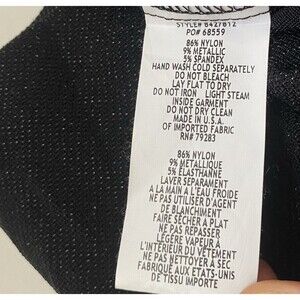 STYLE# 8427812
PO# 68559
86% NYLON
9% METALLIC
5% SPANDEX
HAND WASH COLD SEPARATELY
DO NOT BLEACH
LAY FLAT TO DRY
DO NOT IRON LIGHT STEAM
INSIDE GARMENT
DO NOT DRY CLEAN
MADE IN U.S.A.
OF IMPORTED FABRIC
RN# 79283
86% NYLON
9% METALLIQUE
5% ELASTHANNE
LAVER SEPARAMENT
A LA MAIN A L'EAU FROIDE
NE PAS UTILISER D'AGENT
DE BLANCHIMENT
FAIRE SÉCHER A PLAT
NE PAS REPASSER
LÉGÈRE VAPEUR A
L'INTÉRIEUR DU VÊTEMENT
NE PAS NETTOYER A SEC
FABRIQUÉ AUX ETATS-UNIS
DE TISSU IMPORTE